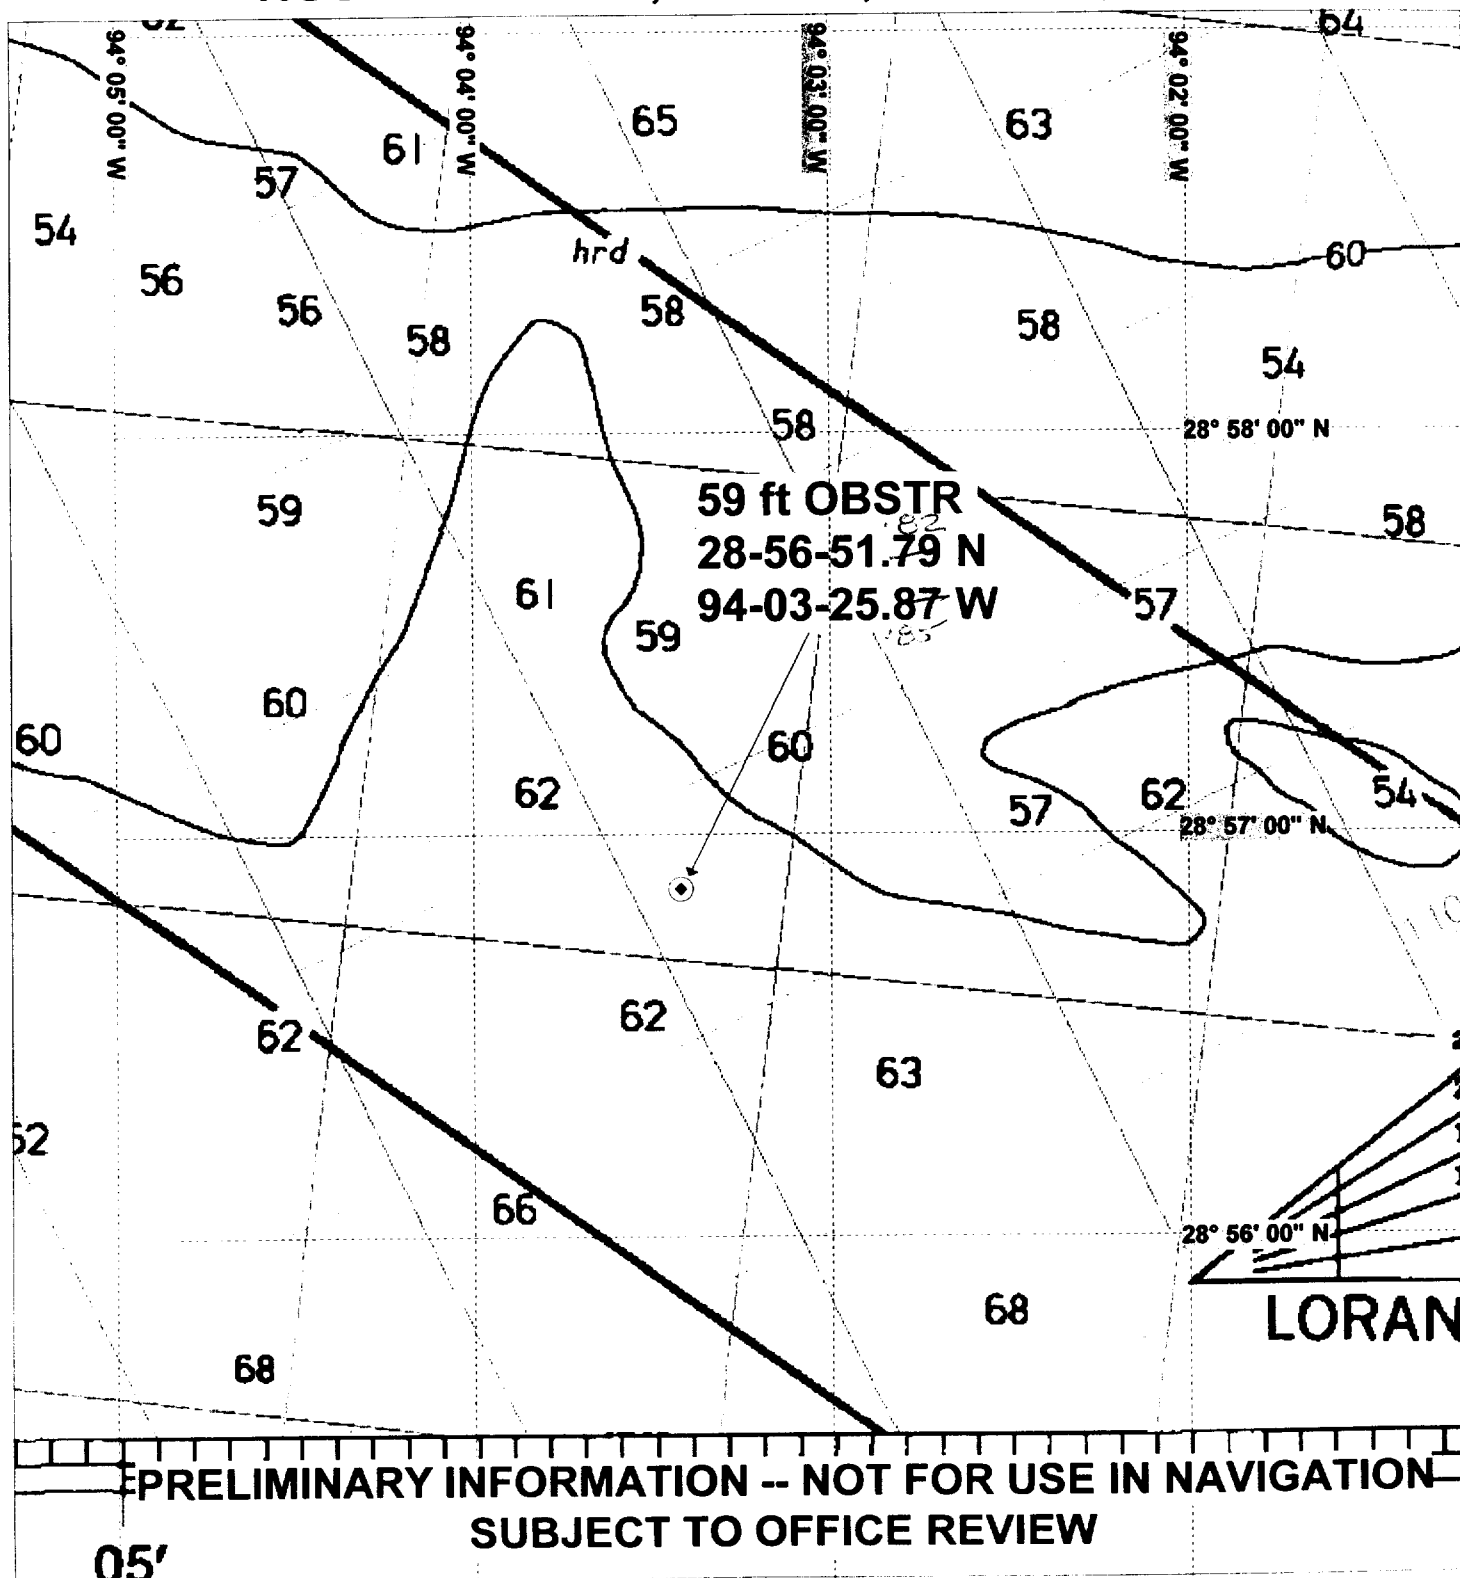 64
94° 05' 00" W
94° 04' 00" W
94° 03' 00" W
94° 02' 00" W
61
65
63
57
54
hrd
60
56
56
58
58
58
54
58
28° 58' 00" N
59
59 ft OBSTR
58
.82
28-56-51.79 N
61
94-03-25.87 W
57
.85
59
60
60
60
62
57
62
54
28° 57' 00" N
62
62
63
66
28° 56' 00" N
68
LORAN
68
PRELIMINARY INFORMATION -- NOT FOR USE IN NAVIGATION
SUBJECT TO OFFICE REVIEW
05'